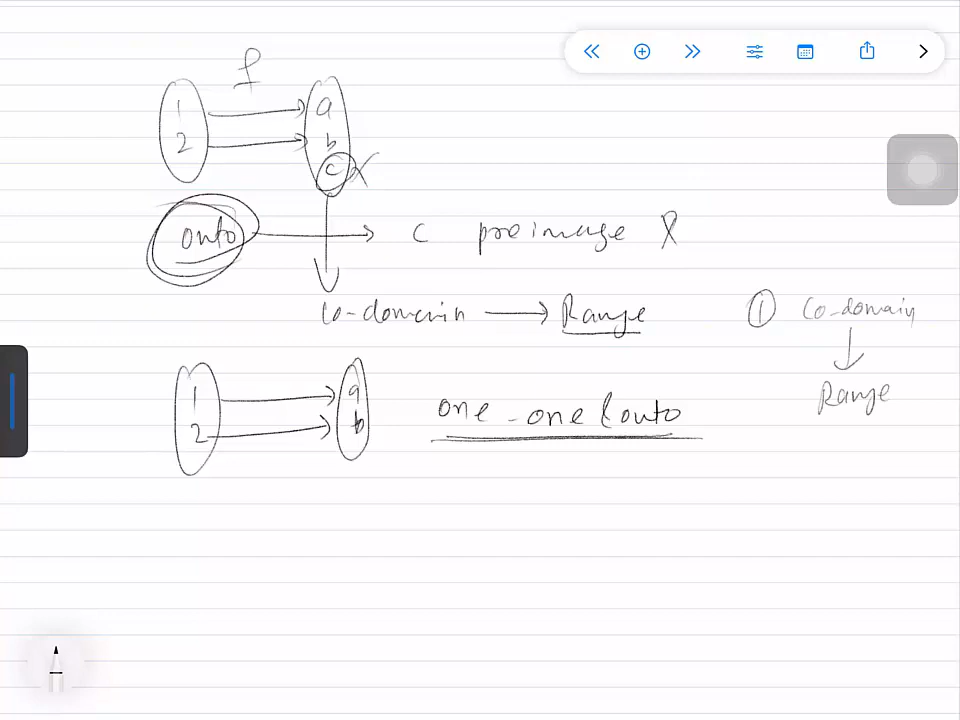 f
1 a
2 b
c
onto c preimage X
Co-domain Range
① Co-domain
Range
1 a
2 b
one-one & onto